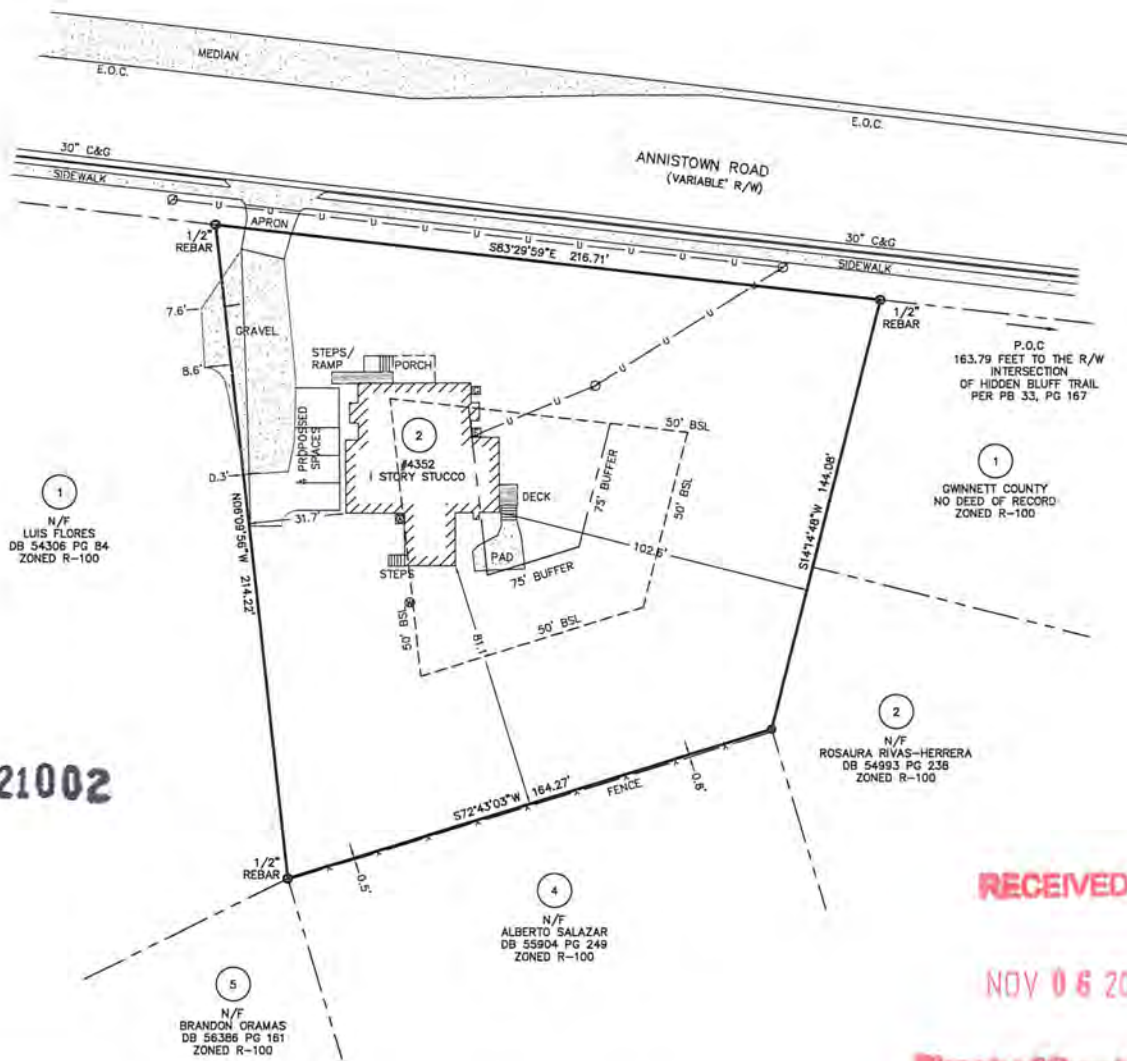 MEDIAN
E.O.C.
E.O.C.
ANNISTOWN ROAD
(VARIABLE' R/W)
30" C&G
SIDEWALK
APRON
1/2"
REBAR
S83°29'59"E 216.71'
30" C&G
SIDEWALK
1/2"
REBAR
P.O.C
163.79 FEET TO THE R/W
INTERSECTION
OF HIDDEN BLUFF TRAIL
PER PB 33, PG 167
7.6'
GRAVEL
8.6'
STEPS/
RAMP
PORCH
4 PROPOSSED
SPACES
2
#4352
1 STORY STUCCO
50' BSL
75' BUFFER
50' BSL
DECK
0.3'
31.7'
102.6'
PAD
75' BUFFER
STEPS
50' BSL
50' BSL
81.1'
1
N/F
LUIS FLORES
DB 54306 PG 84
ZONED R-100
N06°09'56"W 214.22'
S14°14'48"W 144.08'
1
GWINNETT COUNTY
NO DEED OF RECORD
ZONED R-100
2
N/F
ROSAURA RIVAS-HERRERA
DB 54993 PG 238
ZONED R-100
21002
S72°43'03"W 164.27'
FENCE
0.8'
1/2"
REBAR
0.5'
4
N/F
ALBERTO SALAZAR
DB 55904 PG 249
ZONED R-100
5
N/F
BRANDON ORAMAS
DB 56386 PG 161
ZONED R-100
RECEIVED
NOV 06 20